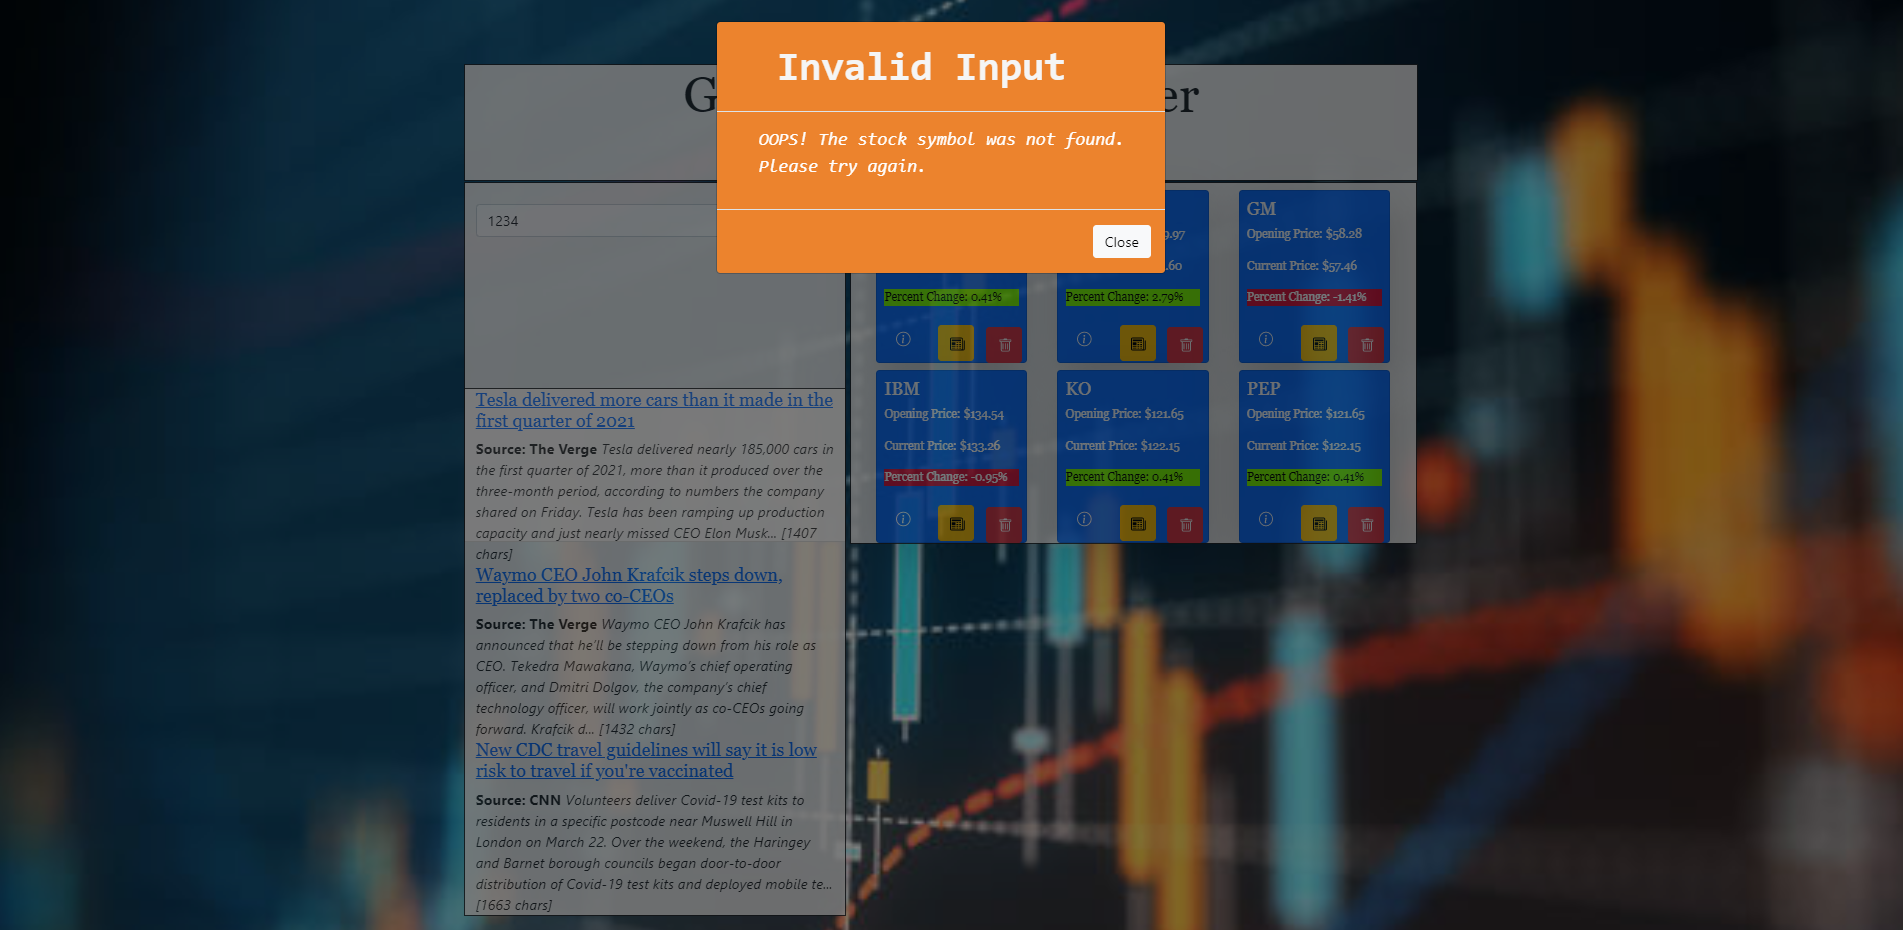 Invalid Input
OOPS! The stock symbol was not found.
Please try again.
Close
1234
Tesla delivered more cars than it made in the
first quarter of 2021
Source: The Verge Tesla delivered nearly 185,000 cars in
the first quarter of 2021, more than it produced over the
three-month period, according to numbers the company
shared on Friday. Tesla has been ramping up production
capacity and just nearly missed CEO Elon Musk... [1407
chars]
Waymo CEO John Krafcik steps down,
replaced by two co-CEOs
Source: The Verge Waymo CEO John Krafcik has
announced that he'll be stepping down from his role as
CEO. Tekedra Mawakana, Waymo's chief operating
officer, and Dmitri Dolgov, the company's chief
technology officer, will work jointly as co-CEOs going
forward. Krafcik d... [1432 chars]
New CDC travel guidelines will say it is low
risk to travel if you're vaccinated
Source: CNN Volunteers deliver Covid-19 test kits to
residents in a specific postcode near Muswell Hill in
London on March 22. Over the weekend, the Haringey
and Barnet borough councils began door-to-door
distribution of Covid-19 test kits and deployed mobile te...
[1663 chars]
Percent Change: 0.41%
9.97
.60
Percent Change: 2.79%
GM
Opening Price: $58.28
Current Price: $57.46
Percent Change: -1.41%
IBM
Opening Price: $134.54
Current Price: $133.26
Percent Change: -0.95%
KO
Opening Price: $121.65
Current Price: $122.15
Percent Change: 0.41%
PEP
Opening Price: $121.65
Current Price: $122.15
Percent Change: 0.41%